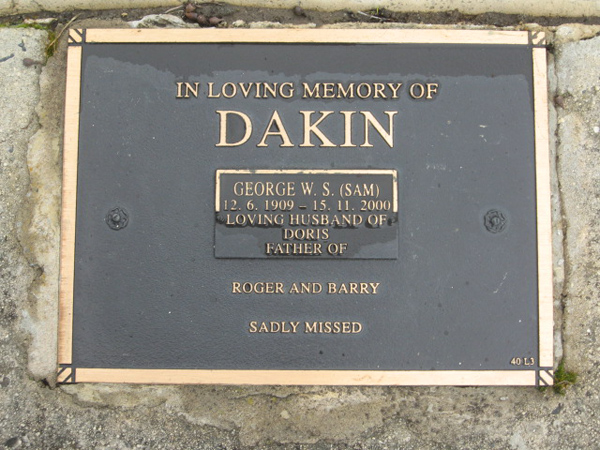 IN LOVING MEMORY OF
DAKIN
GEORGE W. S. (SAM)
12. 6. 1909 – 15. 11. 2000
LOVING HUSBAND OF
DORIS
FATHER OF
ROGER AND BARRY
SADLY MISSED
40 L3